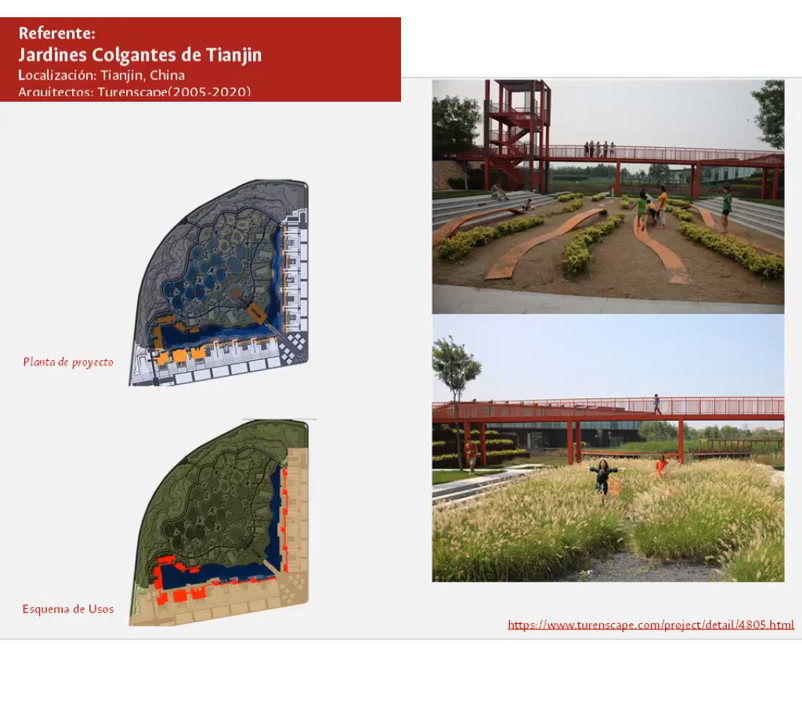 Referente:
Jardines Colgantes de Tianjin
Localización: Tianjin, China
Arquitectos: Turenscape(2005-2020)
Planta de proyecto
Esquema de Usos
https://www.turenscape.com/project/detail/4805.html